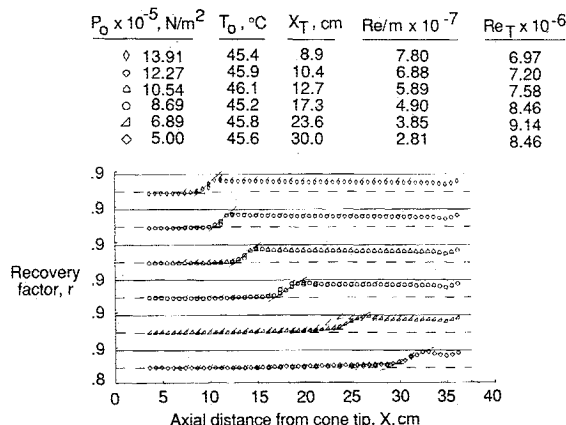 P₀ x 10⁻⁵, N/m² T₀, °C X_T, cm Re/m x 10⁻⁷ Re_T x 10⁻⁶
13.91 45.4 8.9 7.80 6.97
12.27 45.9 10.4 6.88 7.20
10.54 46.1 12.7 5.89 7.58
8.69 45.2 17.3 4.90 8.46
6.89 45.8 23.6 3.85 9.14
5.00 45.6 30.0 2.81 8.46
.9
.9
.9
Recovery
factor, r
.9
.9
.9
.8
0 5 10 15 20 25 30 35 40
Axial distance from cone tip, X, cm